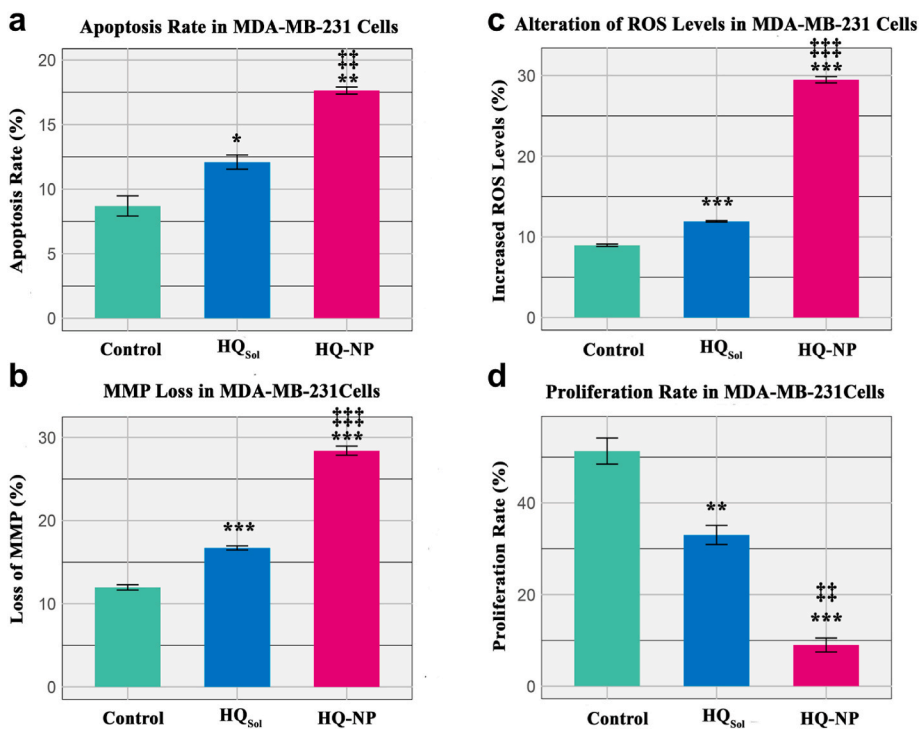 a
Apoptosis Rate in MDA-MB-231 Cells
Apoptosis Rate (%)
20
15
10
5
0
*
‡‡
‡‡
**
Control
HQSol
HQ-NP
b
MMP Loss in MDA-MB-231Cells
Loss of MMP (%)
30
20
10
0
***
‡‡‡
‡‡‡
***
Control
HQSol
HQ-NP
c
Alteration of ROS Levels in MDA-MB-231 Cells
Increased ROS Levels (%)
30
20
10
0
***
‡‡‡
‡‡‡
***
Control
HQSol
HQ-NP
d
Proliferation Rate in MDA-MB-231Cells
Proliferation Rate (%)
40
20
0
**
‡‡
‡‡
***
Control
HQSol
HQ-NP